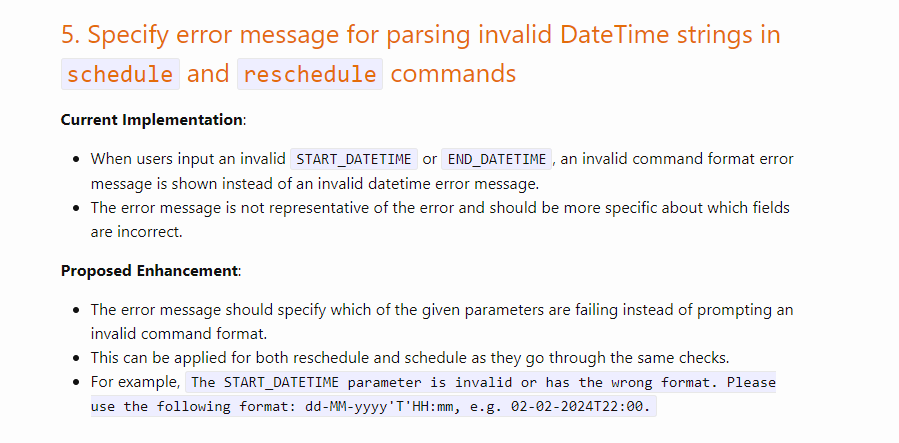 5. Specify error message for parsing invalid DateTime strings in
schedule and reschedule commands
Current Implementation:
• When users input an invalid START_DATETIME or END_DATETIME, an invalid command format error
message is shown instead of an invalid datetime error message.
• The error message is not representative of the error and should be more specific about which fields
are incorrect.
Proposed Enhancement:
• The error message should specify which of the given parameters are failing instead of prompting an
invalid command format.
• This can be applied for both reschedule and schedule as they go through the same checks.
• For example, The START_DATETIME parameter is invalid or has the wrong format. Please
use the following format: dd-MM-yyyy'T'HH:mm, e.g. 02-02-2024T22:00.